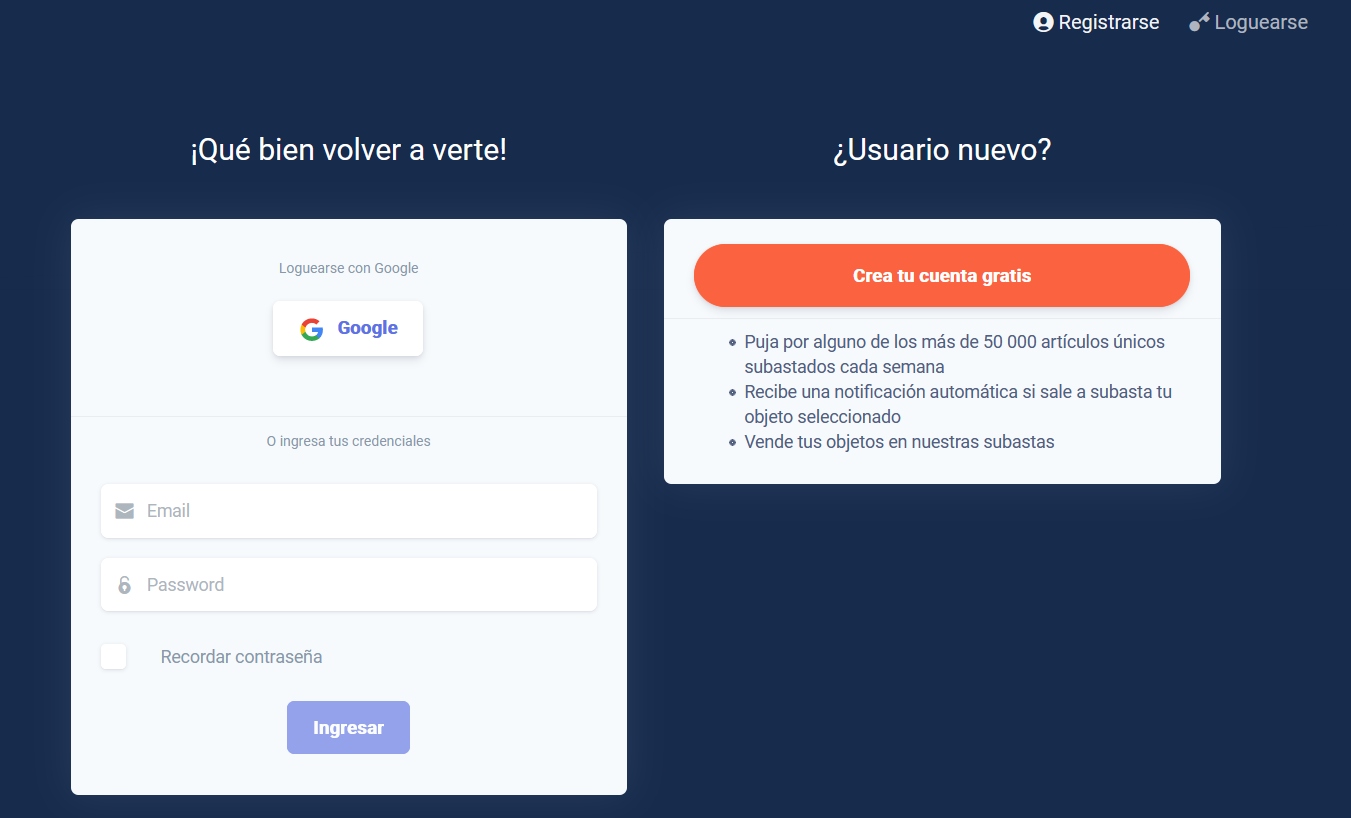 Registrarse
Loguearse
¡Qué bien volver a verte!
Loguearse con Google
Google
O ingresa tus credenciales
Email
Password
Recordar contraseña
Ingresar
¿Usuario nuevo?
Crea tu cuenta gratis
Puja por alguno de los más de 50 000 artículos únicos
subastados cada semana
Recibe una notificación automática si sale a subasta tu
objeto seleccionado
Vende tus objetos en nuestras subastas